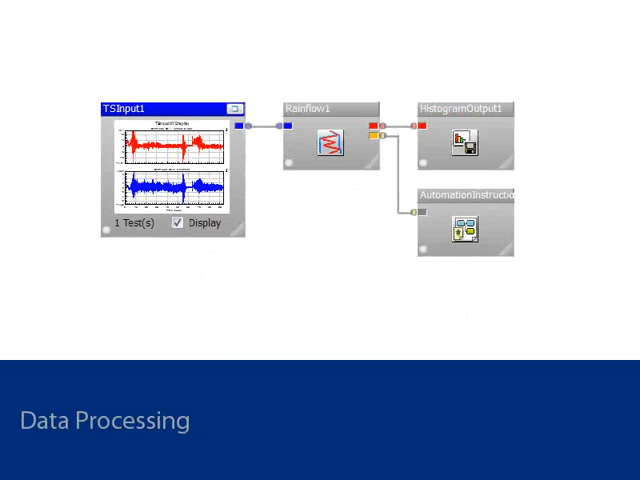 TSInput1
Rainflow1
HistogramOutput1
1 Test(s)
Display
AutomationInstructio
Data Processing